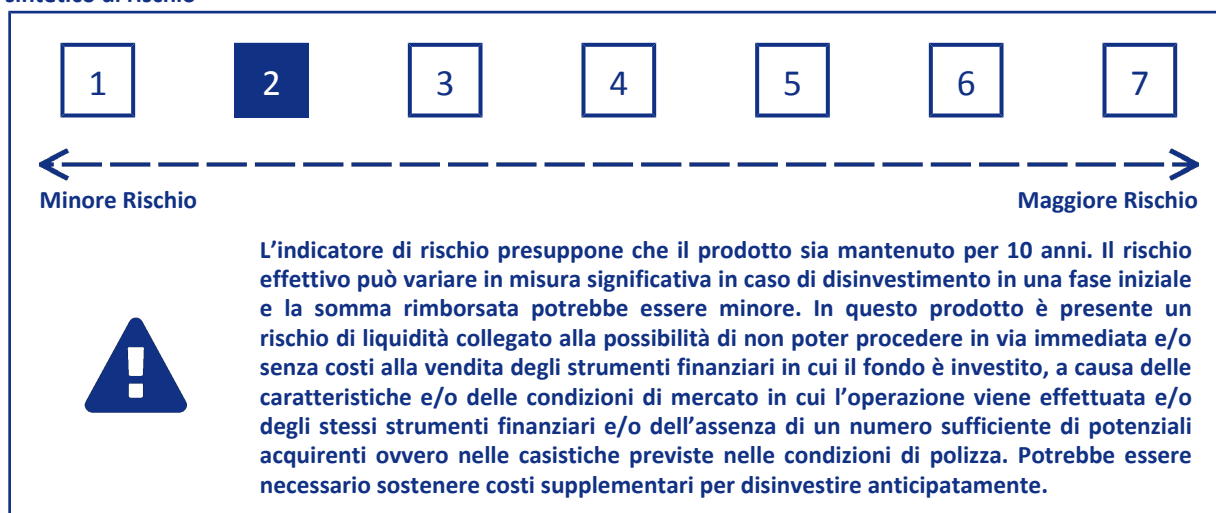 sintetico di rischio
1 2 3 4 5 6 7
Minore Rischio Maggiore Rischio
L’indicatore di rischio presuppone che il prodotto sia mantenuto per 10 anni. Il rischio
effettivo può variare in misura significativa in caso di disinvestimento in una fase iniziale
e la somma rimborsata potrebbe essere minore. In questo prodotto è presente un
rischio di liquidità collegato alla possibilità di non poter procedere in via immediata e/o
senza costi alla vendita degli strumenti finanziari in cui il fondo è investito, a causa delle
caratteristiche e/o delle condizioni di mercato in cui l’operazione viene effettuata e/o
degli stessi strumenti finanziari e/o dell’assenza di un numero sufficiente di potenziali
acquirenti ovvero nelle casistiche previste nelle condizioni di polizza. Potrebbe essere
necessario sostenere costi supplementari per disinvestire anticipatamente.